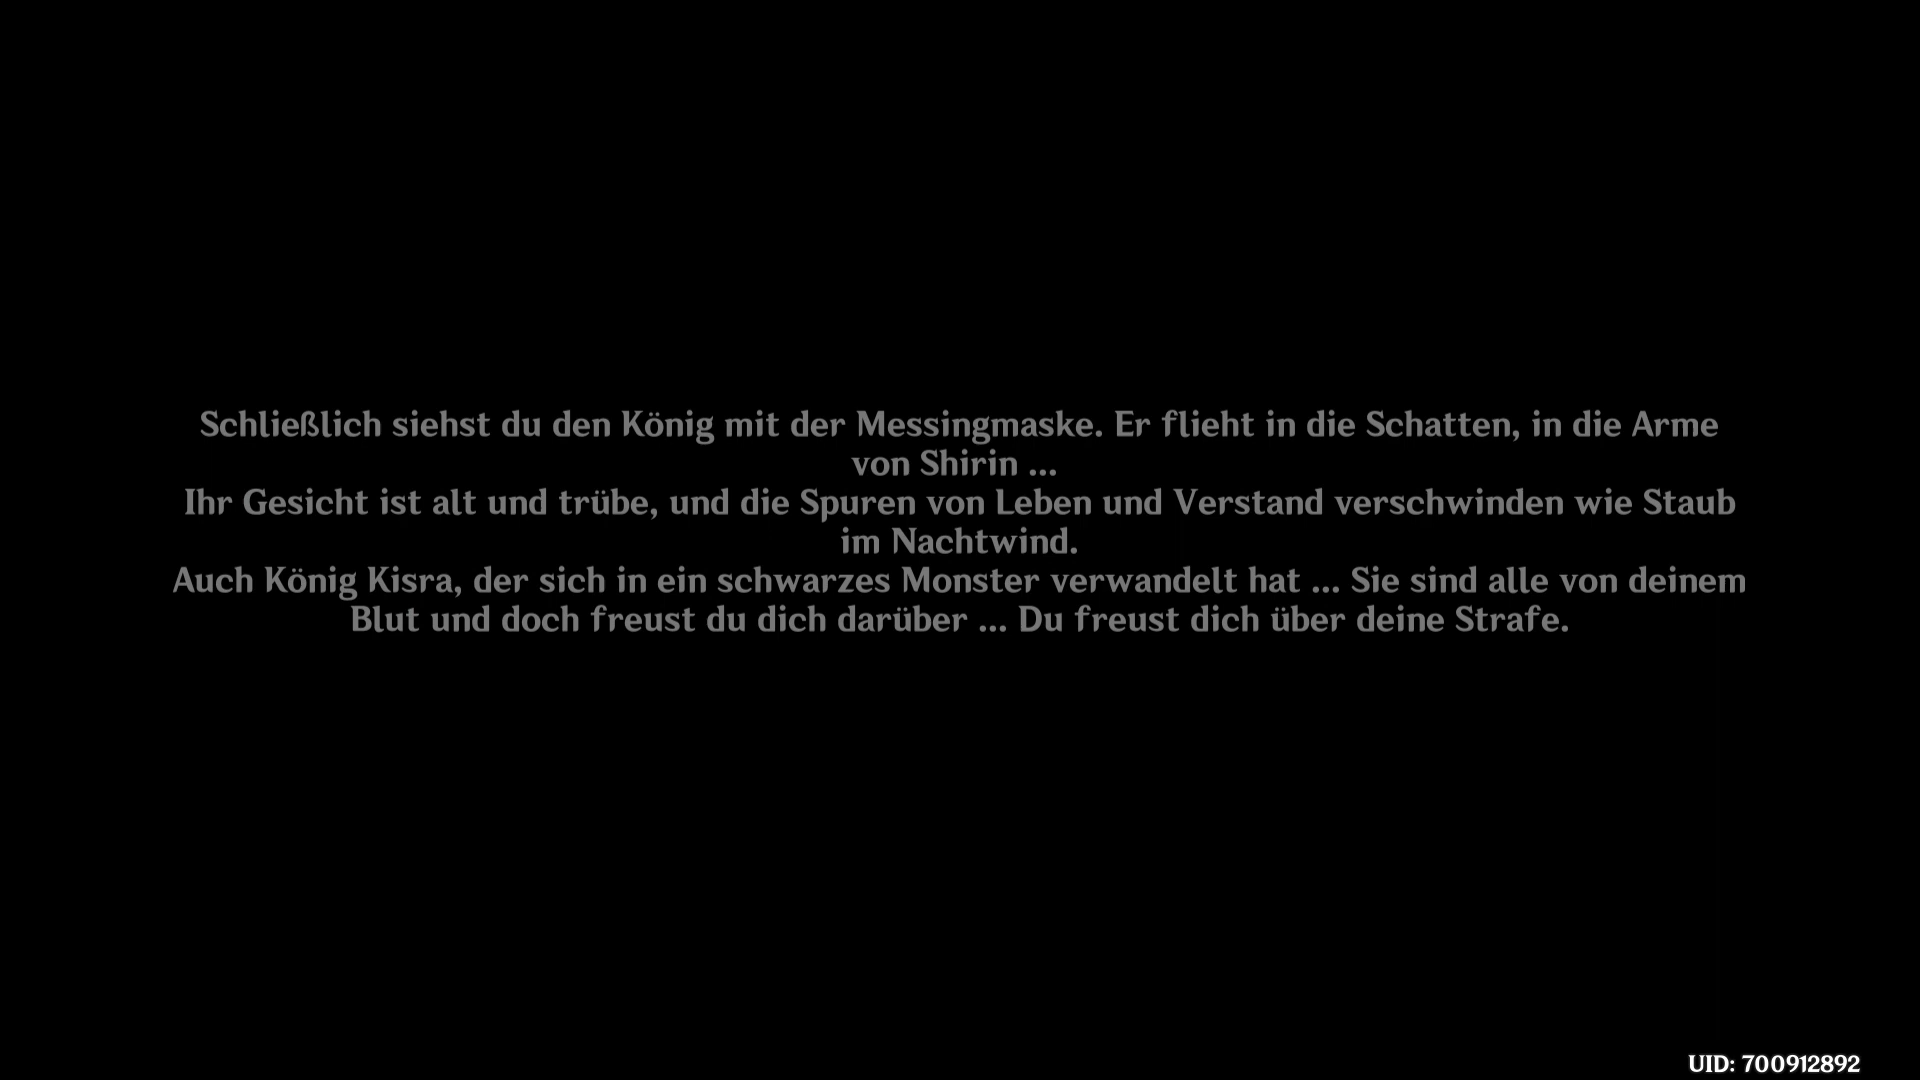 Schließlich siehst du den König mit der Messingmaske. Er flieht in die Schatten, in die Arme
von Shirin ...
Ihr Gesicht ist alt und trübe, und die Spuren von Leben und Verstand verschwinden wie Staub
im Nachtwind.
Auch König Kisra, der sich in ein schwarzes Monster verwandelt hat ... Sie sind alle von deinem
Blut und doch freust du dich darüber ... Du freust dich über deine Strafe.
UID: 700912892